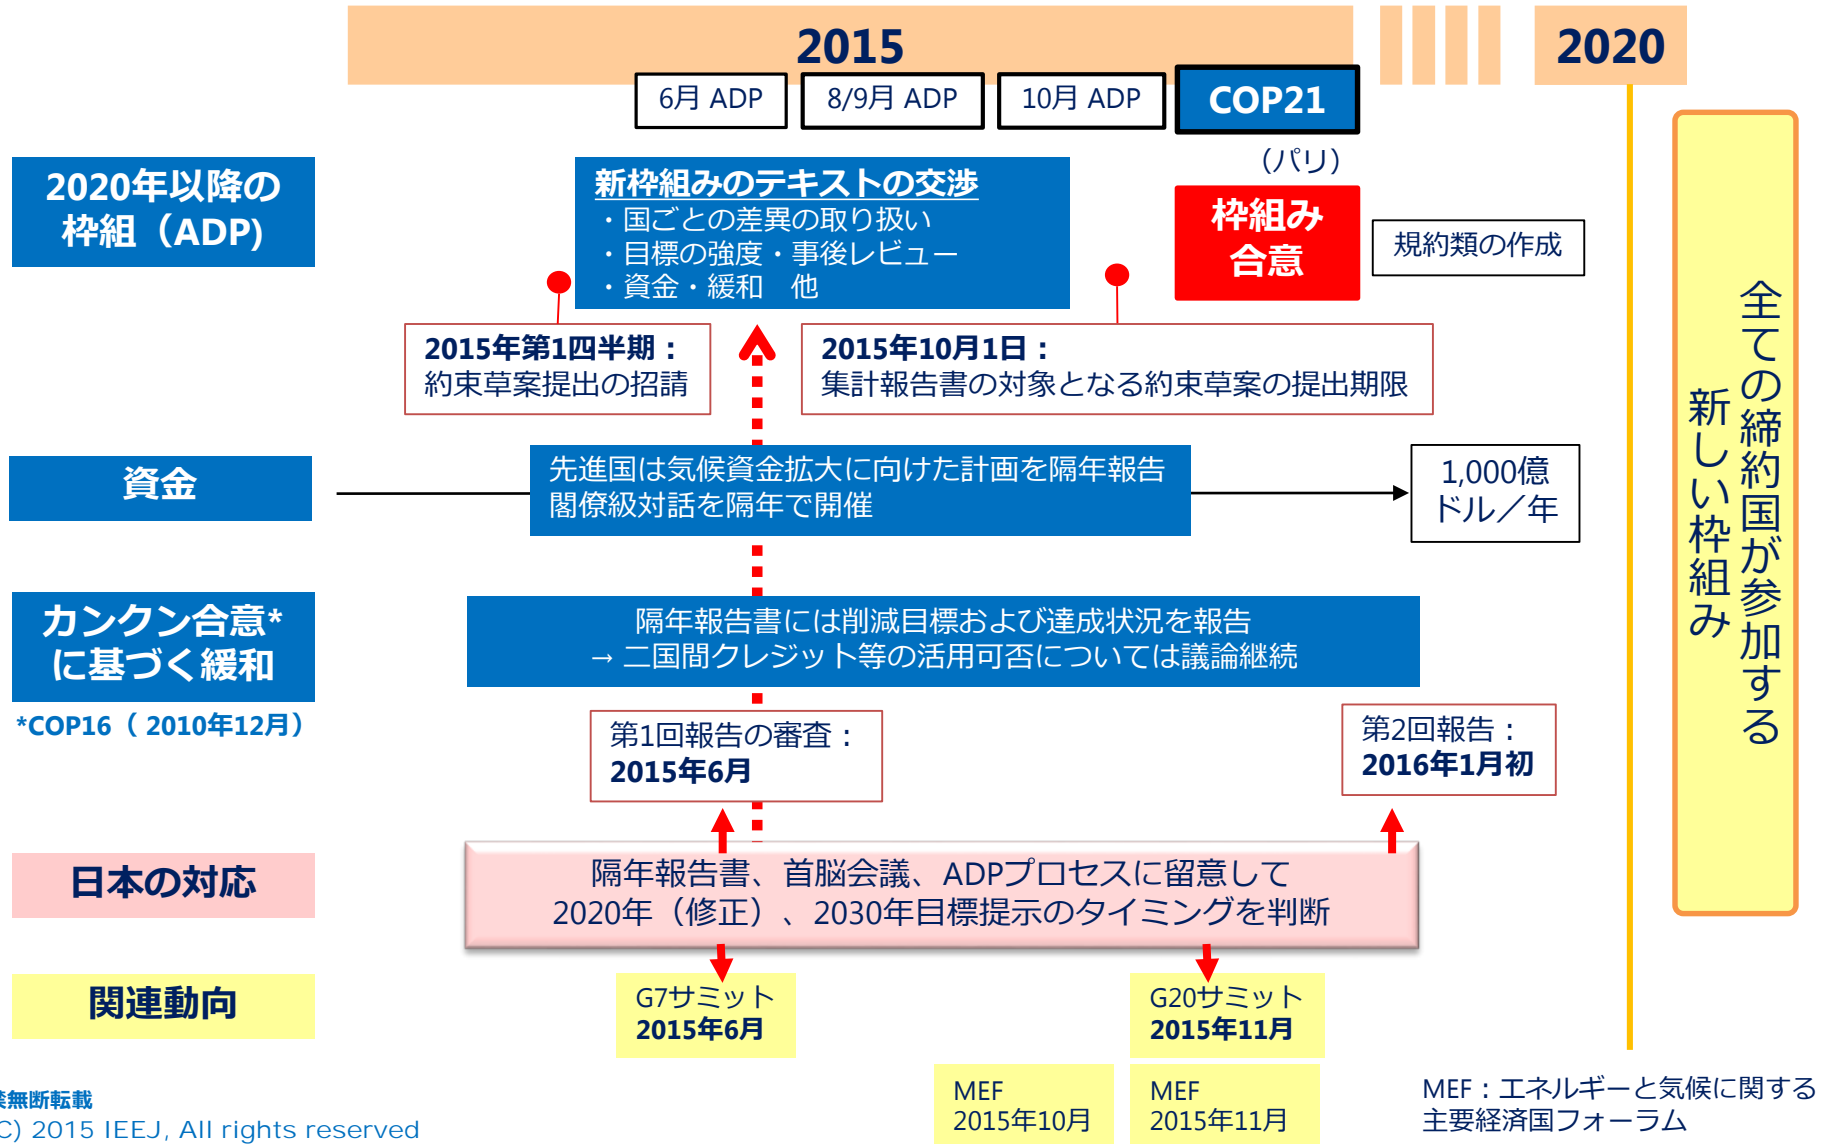 2015
2020
6月 ADP
8/9月 ADP
10月 ADP
COP21
（パリ）
2020年以降の
枠組（ADP)
新枠組みのテキストの交渉
・国ごとの差異の取り扱い
・目標の強度・事後レビュー
・資金・緩和　他
枠組み
合意
規約類の作成
2015年第1四半期：
約束草案提出の招請
2015年10月1日：
集計報告書の対象となる約束草案の提出期限
全ての締約国が参加する
新しい枠組み
資金
先進国は気候資金拡大に向けた計画を隔年報告
閣僚級対話を隔年で開催
1,000億
ドル／年
カンクン合意*
に基づく緩和
*COP16（ 2010年12月）
隔年報告書には削減目標および達成状況を報告
→ 二国間クレジット等の活用可否については議論継続
第1回報告の審査：
2015年6月
第2回報告：
2016年1月初
日本の対応
隔年報告書、首脳会議、ADPプロセスに留意して
2020年（修正）、2030年目標提示のタイミングを判断
関連動向
G7サミット
2015年6月
G20サミット
2015年11月
MEF
2015年10月
MEF
2015年11月
MEF：エネルギーと気候に関する
主要経済国フォーラム
禁無断転載
C) 2015 IEEJ, All rights reserved